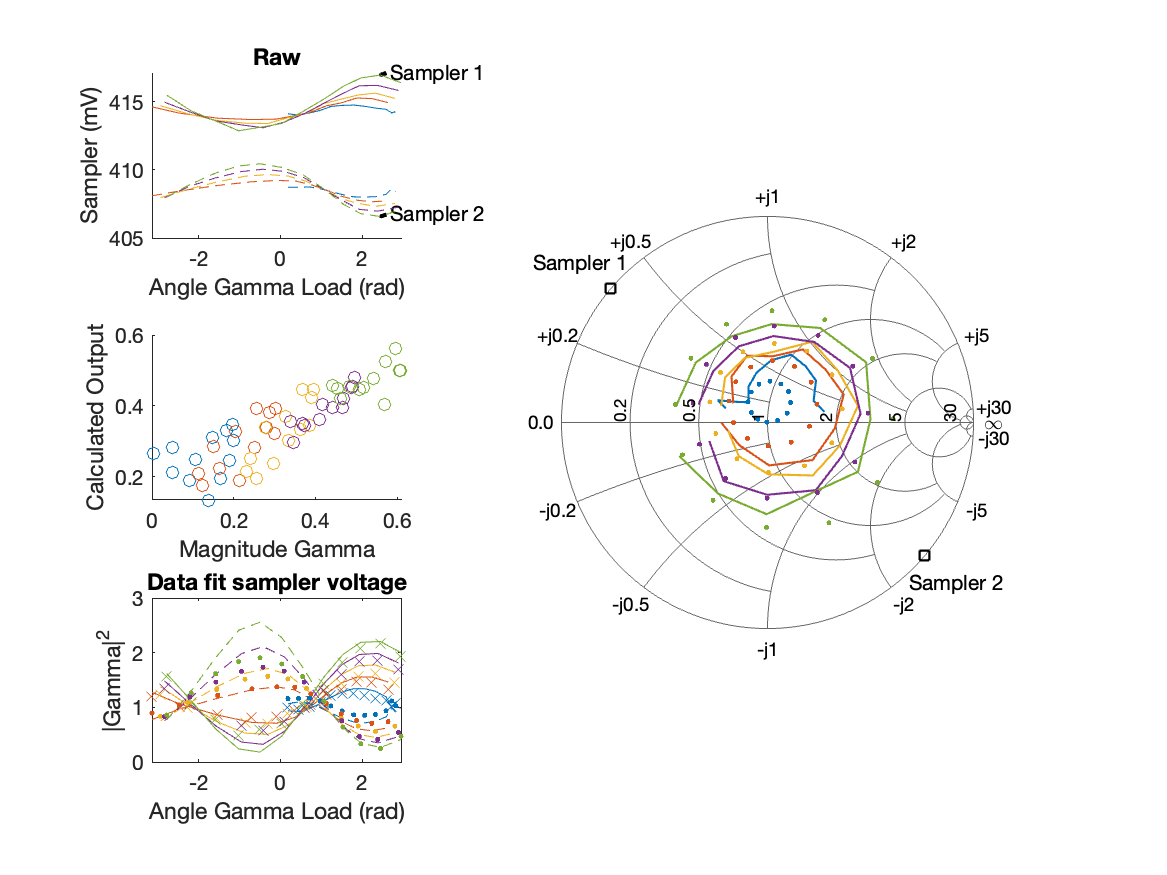 Raw
Sampler (mV)
415
410
405
Sampler 1
Sampler 2
-2
0
2
Angle Gamma Load (rad)
Calculated Output
0.6
0.4
0.2
0
0.2
0.4
0.6
Magnitude Gamma
Data fit sampler voltage
|Gamma|²
3
2
1
0
-2
0
2
Angle Gamma Load (rad)
+j1
+j0.5
+j2
Sampler 1
+j0.2
+j5
0.0
0.2
0.5
1
2
5
30
+j30
∞
-j30
-j0.2
-j5
Sampler 2
-j0.5
-j2
-j1